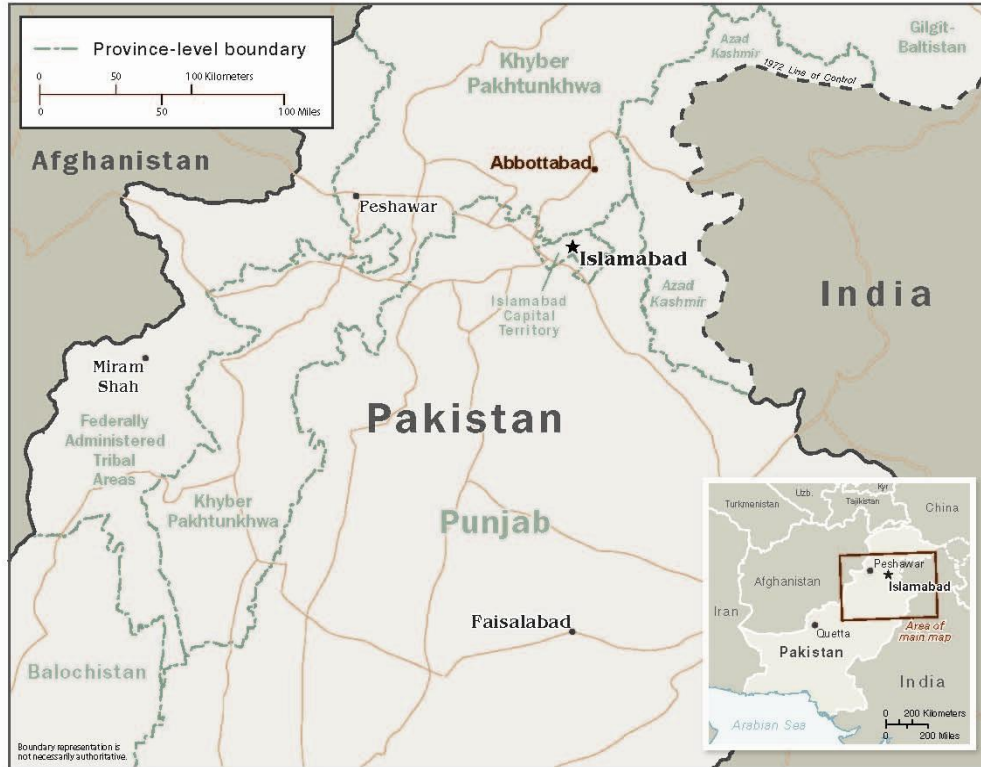 Province-level boundary
0 50 100 Kilometers
0 50 100 Miles
Khyber
Pakhtunkhwa
Azad
Kashmir
Gilgit-
Baltistan
1972 Line of Control
Afghanistan
Abbottabad
Peshawar
Islamabad
Islamabad
Capital
Territory
Azad
Kashmir
India
Miram
Shah
Pakistan
Federally
Administered
Tribal
Areas
Khyber
Pakhtunkhwa
Punjab
Faisalabad
Balochistan
Boundary representation is
not necessarily authoritative.
Turkmenistan
Uzb.
Kyr.
Tajikistan
China
Peshawar
Islamabad
Afghanistan
Iran
Area of
main map
Quetta
Pakistan
India
Arabian Sea
0 200 Kilometers
0 200 Miles